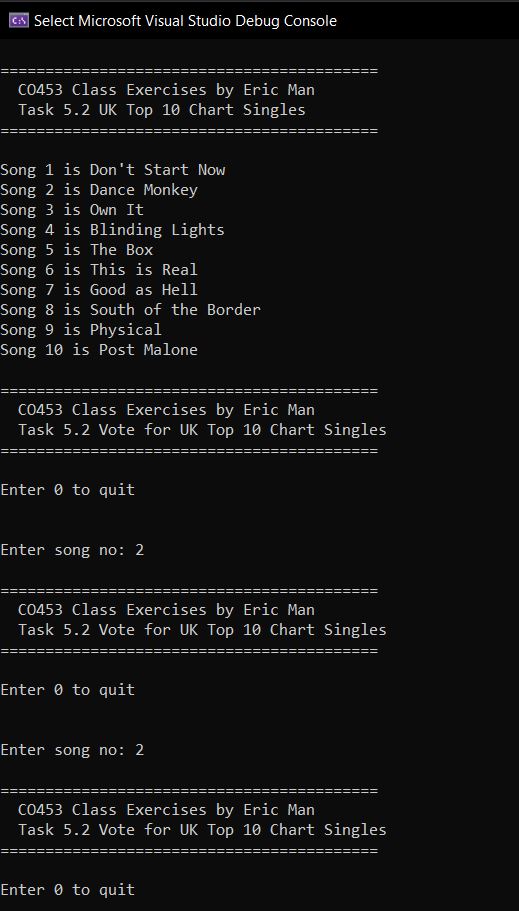 C:\ Select Microsoft Visual Studio Debug Console
==========================================
  CO453 Class Exercises by Eric Man
  Task 5.2 UK Top 10 Chart Singles
==========================================
Song 1 is Don't Start Now
Song 2 is Dance Monkey
Song 3 is Own It
Song 4 is Blinding Lights
Song 5 is The Box
Song 6 is This is Real
Song 7 is Good as Hell
Song 8 is South of the Border
Song 9 is Physical
Song 10 is Post Malone
==========================================
  CO453 Class Exercises by Eric Man
  Task 5.2 Vote for UK Top 10 Chart Singles
==========================================
Enter 0 to quit
Enter song no: 2
==========================================
  CO453 Class Exercises by Eric Man
  Task 5.2 Vote for UK Top 10 Chart Singles
==========================================
Enter 0 to quit
Enter song no: 2
==========================================
  CO453 Class Exercises by Eric Man
  Task 5.2 Vote for UK Top 10 Chart Singles
==========================================
Enter 0 to quit